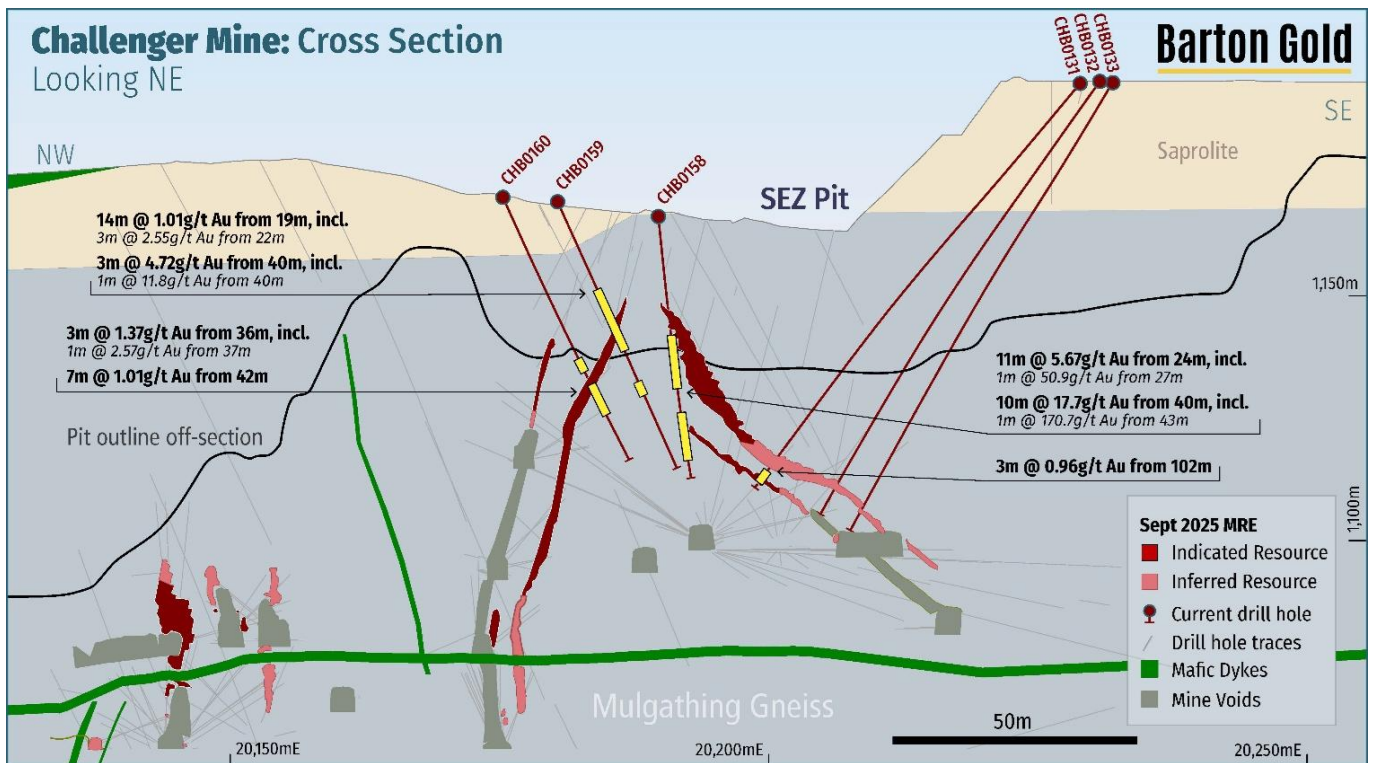 Challenger Mine: Cross Section
Looking NE
Barton Gold
CHB0131
CHB0132
CHB0133
NW
SE
CHB0160
CHB0159
CHB0158
Saprolite
SEZ Pit
14m @ 1.01g/t Au from 19m, incl.
3m @ 2.55g/t Au from 22m
3m @ 4.72g/t Au from 40m, incl.
1m @ 11.8g/t Au from 40m
1,150m
3m @ 1.37g/t Au from 36m, incl.
1m @ 2.57g/t Au from 37m
7m @ 1.01g/t Au from 42m
11m @ 5.67g/t Au from 24m, incl.
1m @ 50.9g/t Au from 27m
10m @ 17.7g/t Au from 40m, incl.
1m @ 170.7g/t Au from 43m
3m @ 0.96g/t Au from 102m
Pit outline off-section
1,100m
Sept 2025 MRE
Indicated Resource
Inferred Resource
Current drill hole
Drill hole traces
Mafic Dykes
Mine Voids
Mulgathing Gneiss
50m
20,150mE
20,200mE
20,250mE